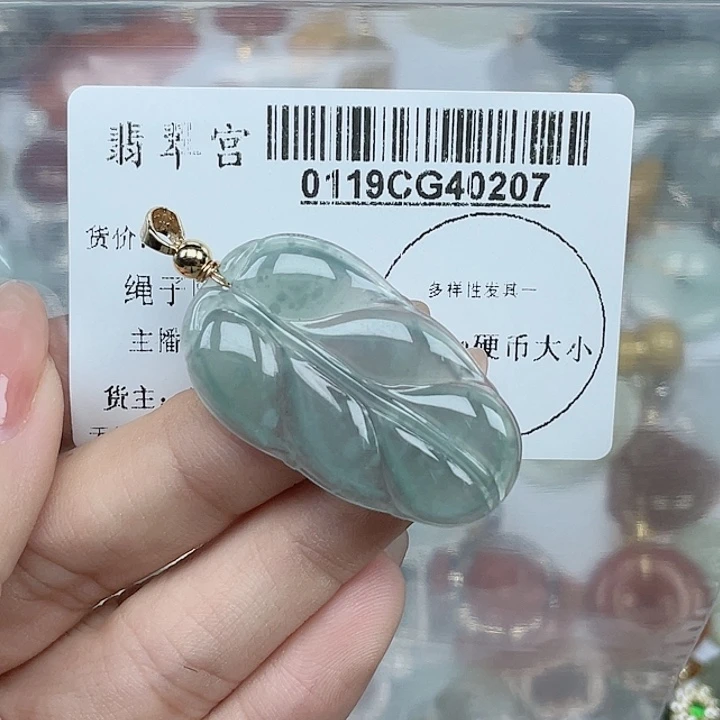 翡翠宫
0119CG40207
货价
多样性发其一
绳子
硬币大小
主播
货主: